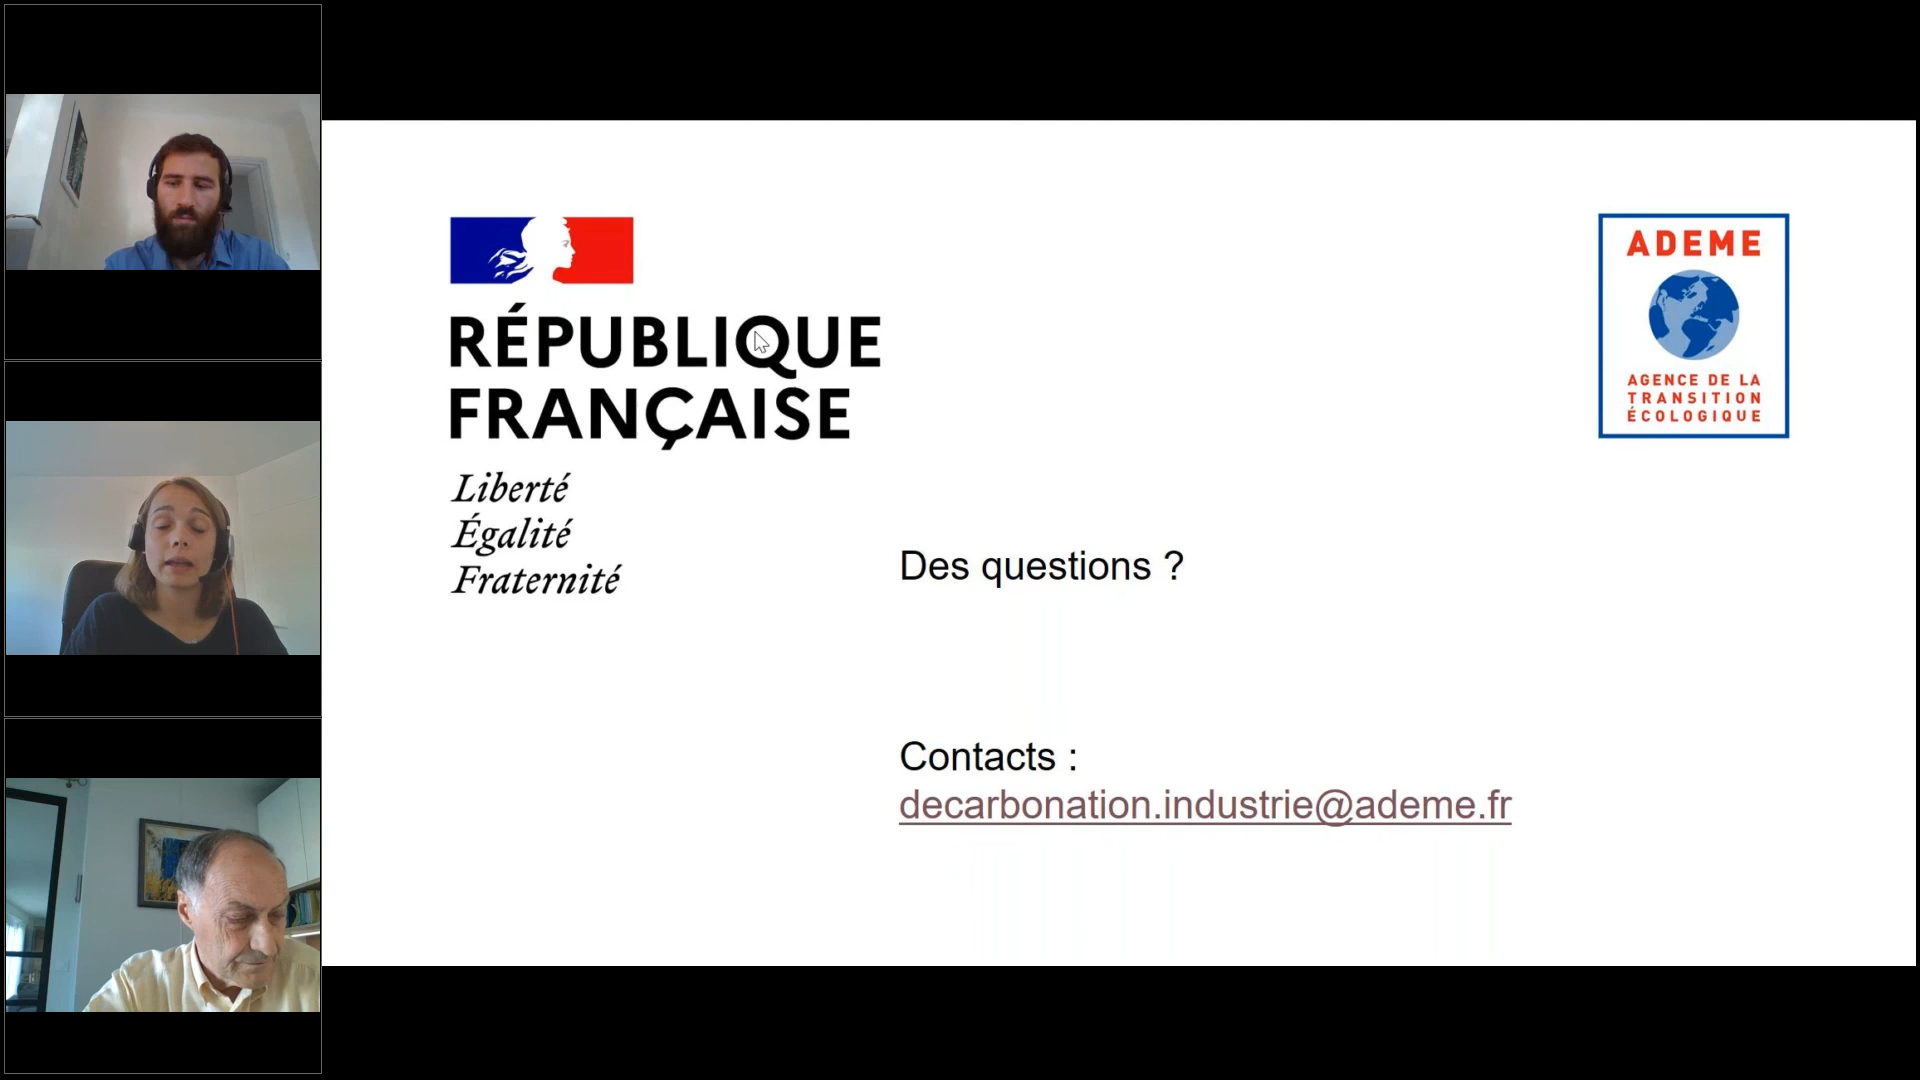 RÉPUBLIQUE
FRANÇAISE
Liberté
Égalité
Fraternité
ADEME
AGENCE DE LA
TRANSITION
ÉCOLOGIQUE
Des questions ?
Contacts :
decarbonation.industrie@ademe.fr